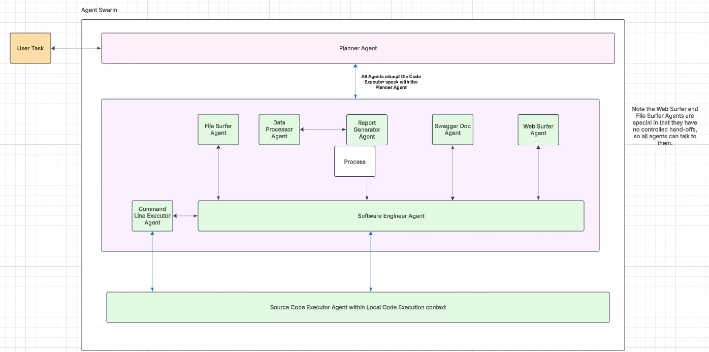 Agent Swarm
User Task
Planner Agent
All Agents except the Code
Executor speak with the
Planner Agent
Note the Web Surfer and
File Surfer Agents are
special in that they have
no controlled hand-offs,
so all agents can talk to
them.
File Surfer
Agent
Data
Processor
Agent
Report
Generator
Agent
Swagger Doc
Agent
Web Surfer
Agent
Process
Command
Line Executor
Agent
Software Engineer Agent
Source Code Executor Agent within Local Code Execution context